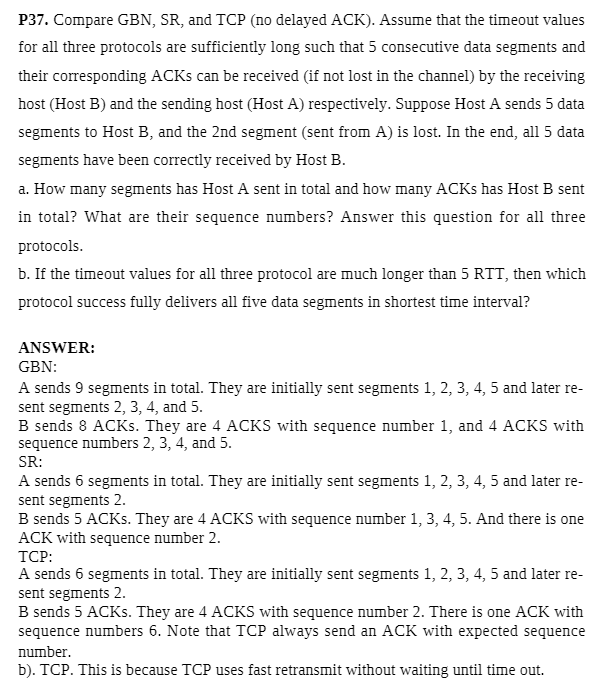 P37. Compare GBN, SR, and TCP (no delayed ACK). Assume that the timeout values
for all three protocols are sufficiently long such that 5 consecutive data segments and
their corresponding ACKs can be received (if not lost in the channel) by the receiving
host (Host B) and the sending host (Host A) respectively. Suppose Host A sends 5 data
segments to Host B, and the 2nd segment (sent from A) is lost. In the end, all 5 data
segments have been correctly received by Host B.
a. How many segments has Host A sent in total and how many ACKs has Host B sent
in total? What are their sequence numbers? Answer this question for all three
protocols.
b. If the timeout values for all three protocol are much longer than 5 RTT, then which
protocol success fully delivers all five data segments in shortest time interval?
ANSWER:
GBN:
A sends 9 segments in total. They are initially sent segments 1, 2, 3, 4, 5 and later re-
sent segments 2, 3, 4, and 5.
B sends 8 ACKs. They are 4 ACKS with sequence number 1, and 4 ACKS with
sequence numbers 2, 3, 4, and 5.
SR:
A sends 6 segments in total. They are initially sent segments 1, 2, 3, 4, 5 and later re-
sent segments 2.
B sends 5 ACKs. They are 4 ACKS with sequence number 1, 3, 4, 5. And there is one
ACK with sequence number 2.
TCP:
A sends 6 segments in total. They are initially sent segments 1, 2, 3, 4, 5 and later re-
sent segments 2.
B sends 5 ACKs. They are 4 ACKS with sequence number 2. There is one ACK with
sequence numbers 6. Note that TCP always send an ACK with expected sequence
number.
b). TCP. This is because TCP uses fast retransmit without waiting until time out.